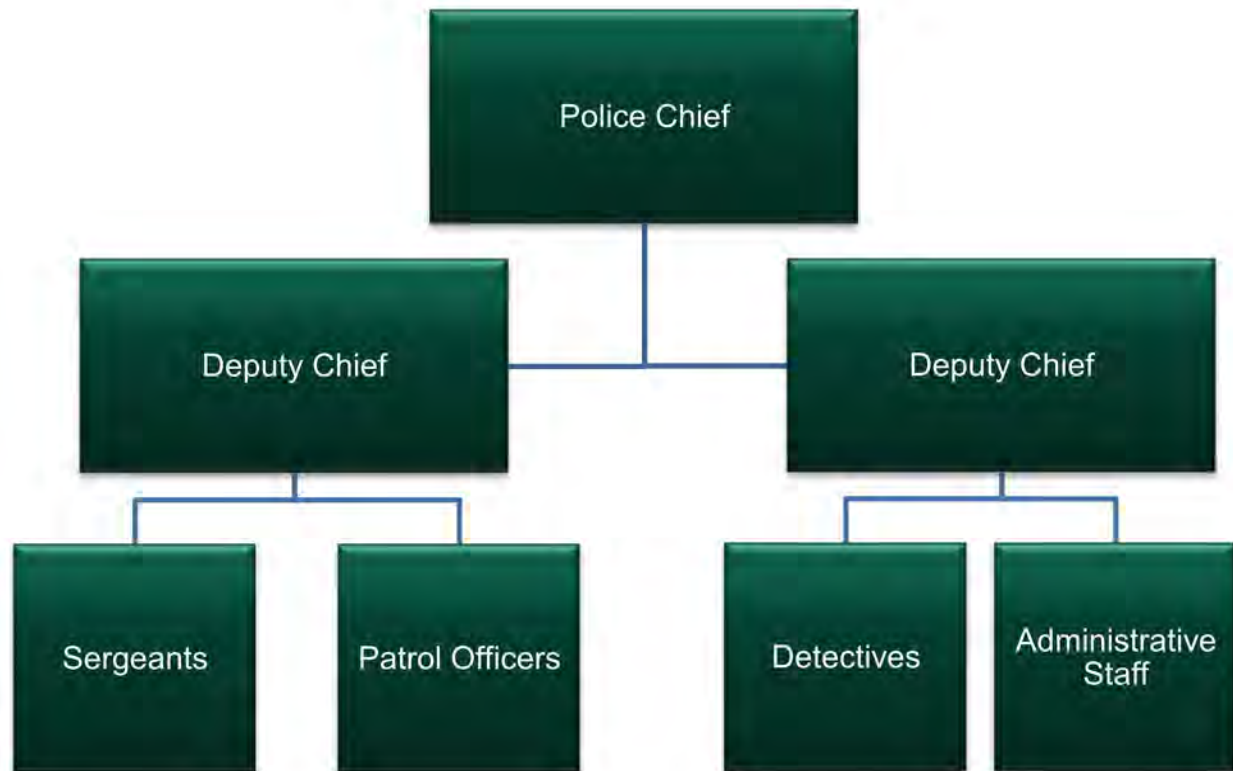 Police Chief
Deputy Chief
Deputy Chief
Sergeants
Patrol Officers
Detectives
Administrative
Staff